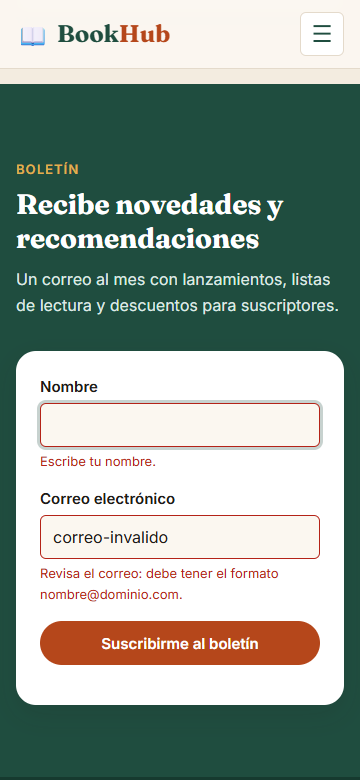 BookHub
BOLETÍN
Recibe novedades y
recomendaciones
Un correo al mes con lanzamientos, listas
de lectura y descuentos para suscriptores.
Nombre
Escribe tu nombre.
Correo electrónico
correo-invalido
Revisa el correo: debe tener el formato
nombre@dominio.com.
Suscribirme al boletín